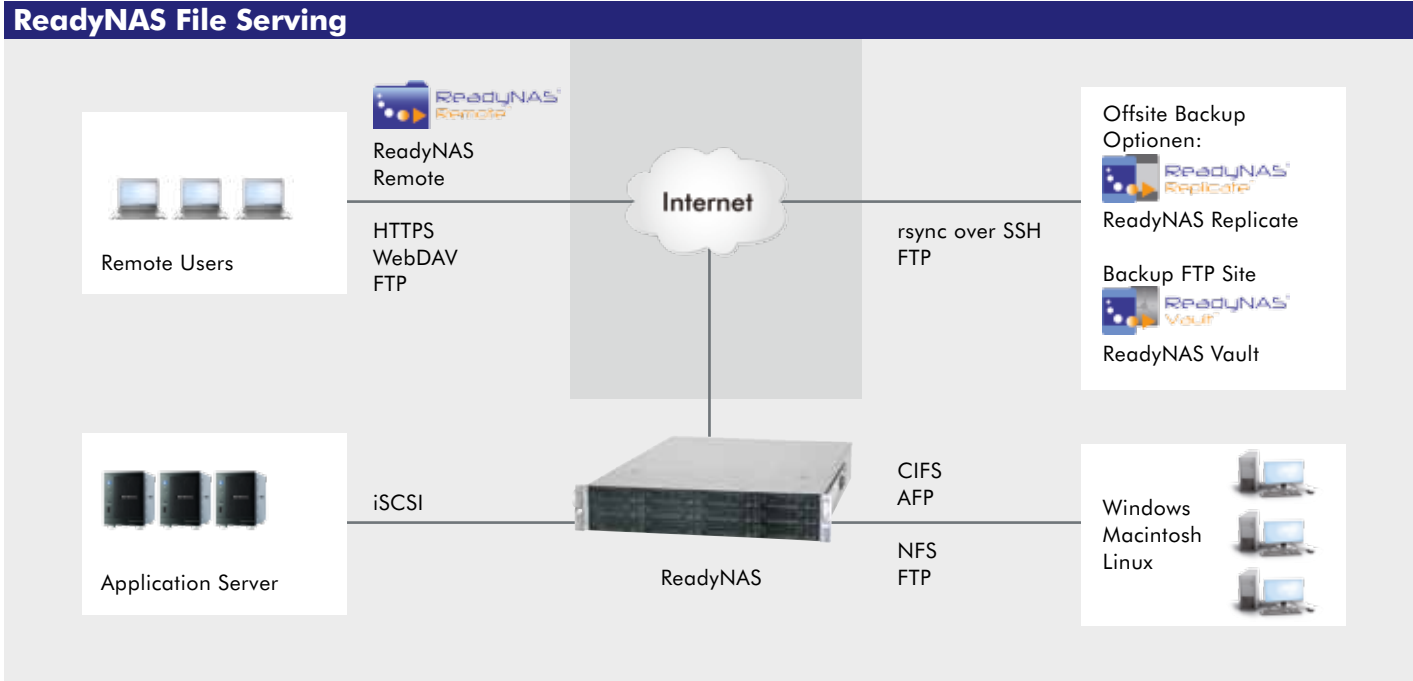 ReadyNAS File Serving
ReadyNAS
Remote
ReadyNAS
Remote
HTTPS
WebDAV
FTP
Remote Users
Internet
rsync over SSH
FTP
Offsite Backup
Optionen:
ReadyNAS
Replicate
ReadyNAS Replicate
Backup FTP Site
ReadyNAS
Vault
ReadyNAS Vault
Application Server
iSCSI
ReadyNAS
CIFS
AFP
NFS
FTP
Windows
Macintosh
Linux